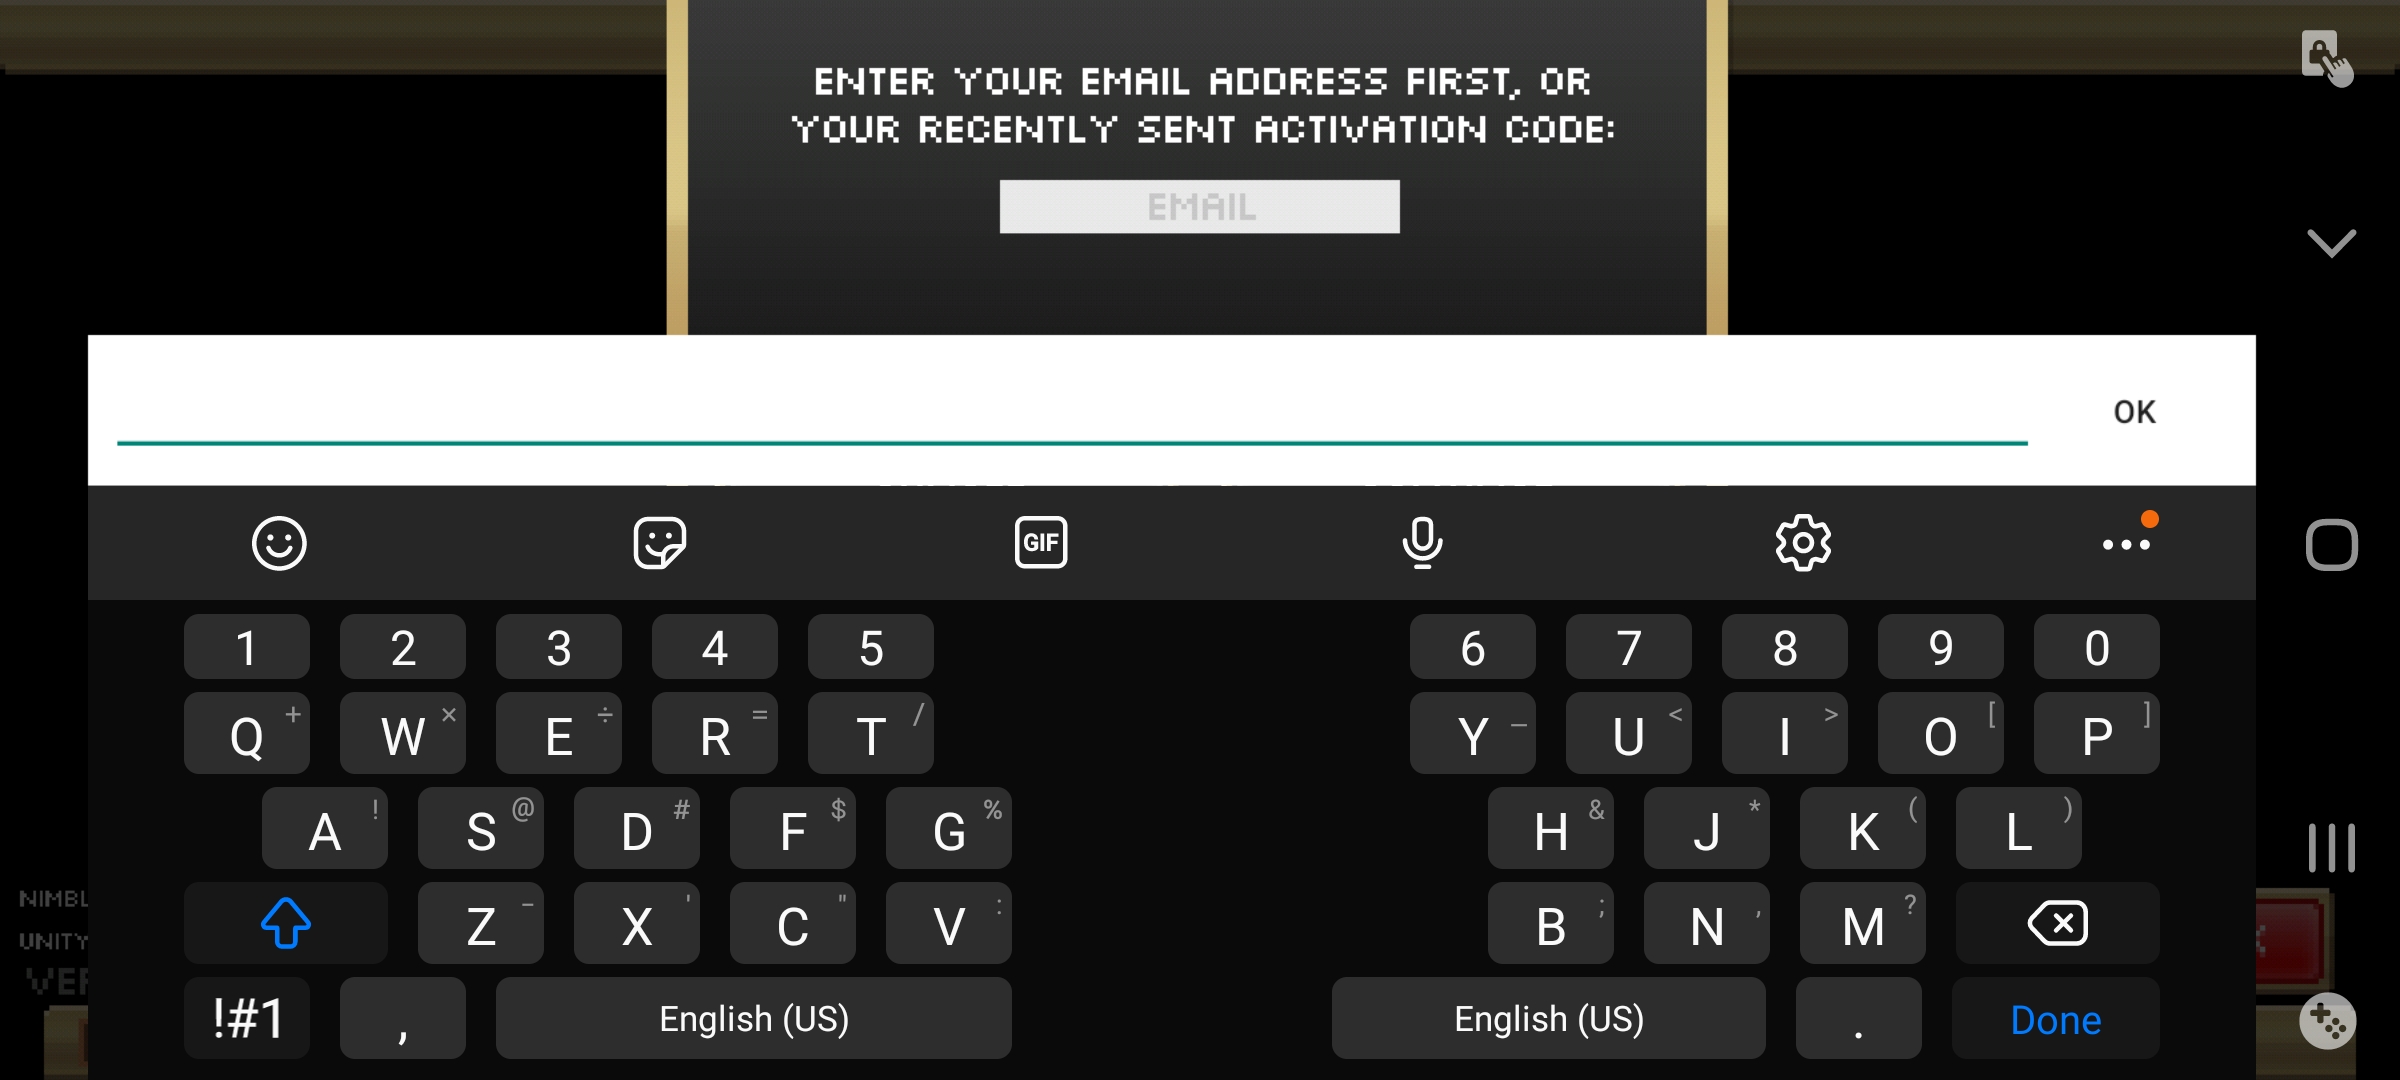 ENTER YOUR EMAIL ADDRESS FIRST, OR
YOUR RECENTLY SENT ACTIVATION CODE:
EMAIL
OK
GIF
1 2 3 4 5 6 7 8 9 0
Q + W × E ÷ R = T / Y _ U < I > O [ P ]
A ! S @ D # F $ G % H & J * K ( L )
NIMBL
Z - X ' C " V : B ; N , M ?
UNITY
VER
!#1 , English (US) English (US) . Done